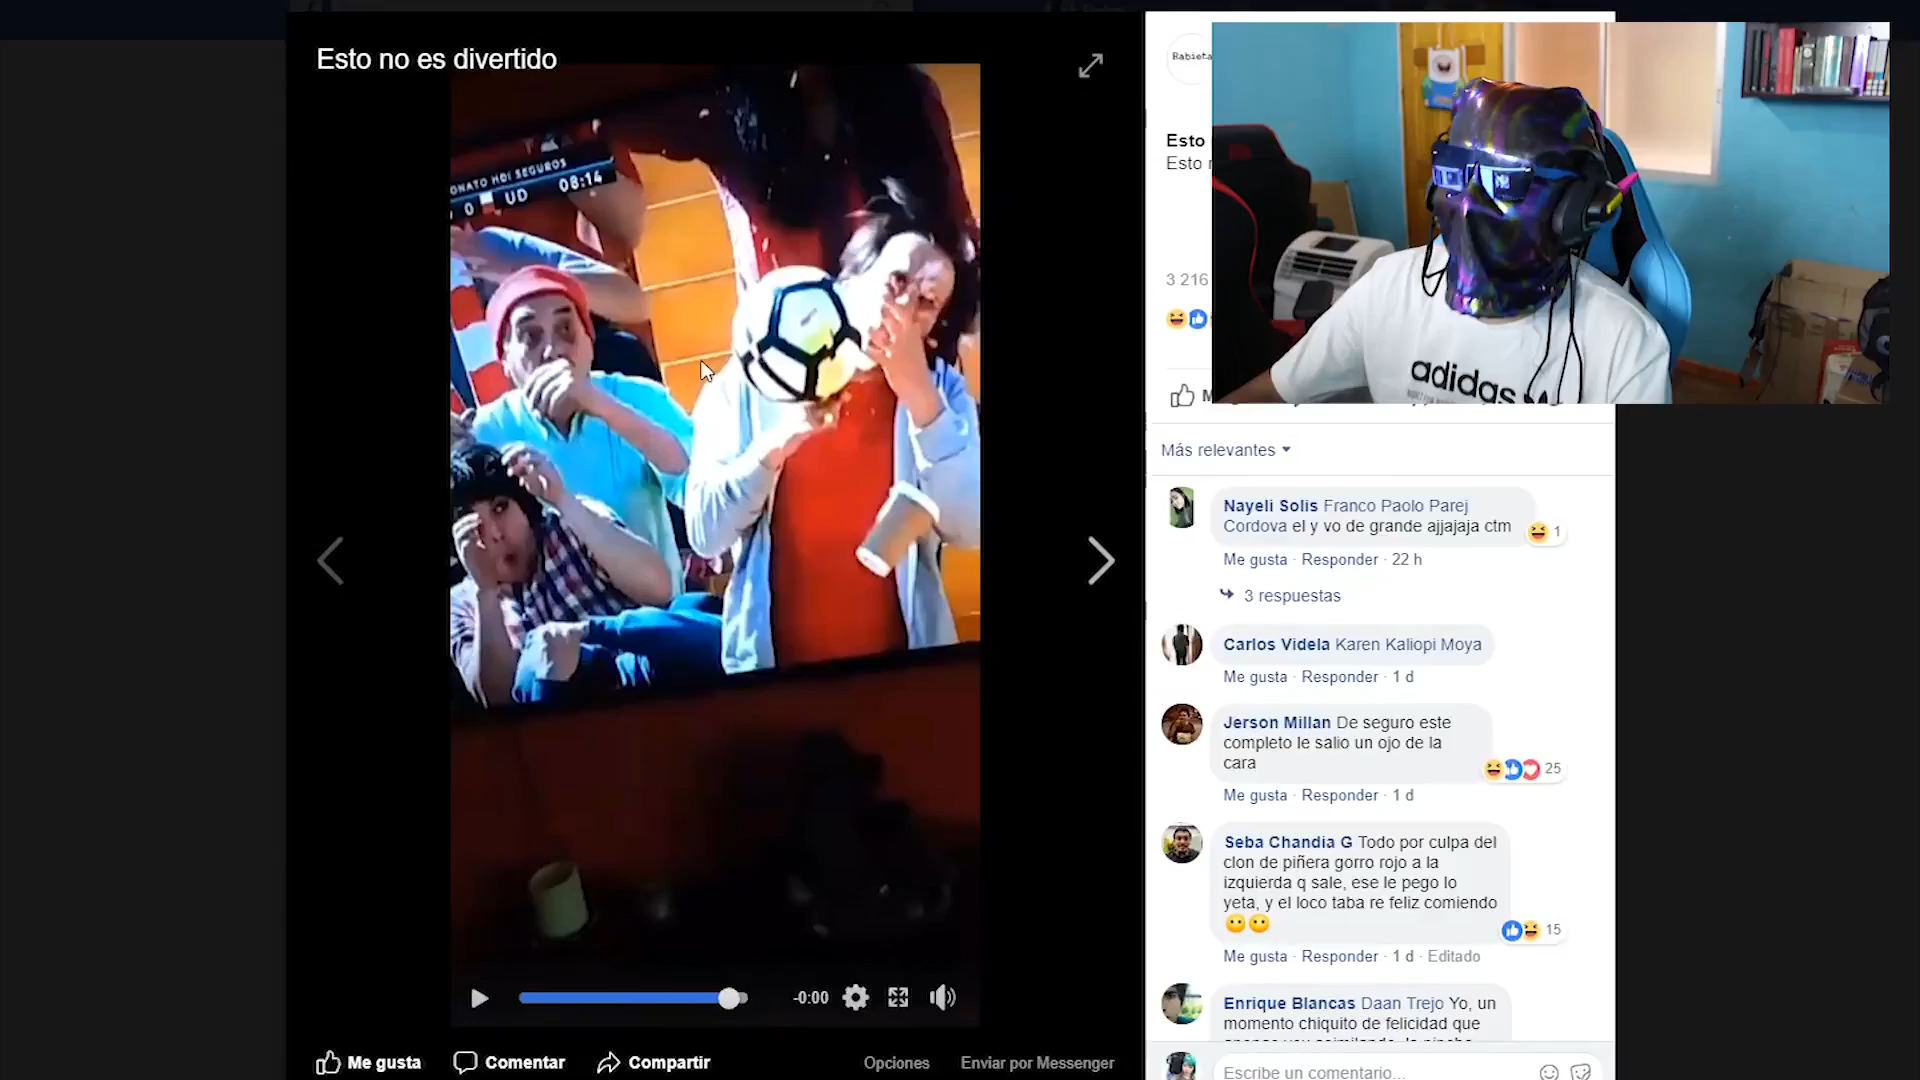 Esto no es divertido
ONATO HDI SEGUROS
0 UD 08:14
Rabieta
Esto
Esto
3 216
adidas
Más relevantes
Nayeli Solis Franco Paolo Parej
Cordova el y vo de grande ajjajaja ctm
1
Me gusta · Responder · 22 h
3 respuestas
Carlos Videla Karen Kaliopi Moya
Me gusta · Responder · 1 d
Jerson Millan De seguro este
completo le salio un ojo de la
cara
25
Me gusta · Responder · 1 d
Seba Chandia G Todo por culpa del
clon de piñera gorro rojo a la
izquierda q sale, ese le pego lo
yeta, y el loco taba re feliz comiendo
😶😶
15
Me gusta · Responder · 1 d · Editado
Enrique Blancas Daan Trejo Yo, un
momento chiquito de felicidad que
-0:00
Me gusta Comentar Compartir Opciones Enviar por Messenger
Escribe un comentario...